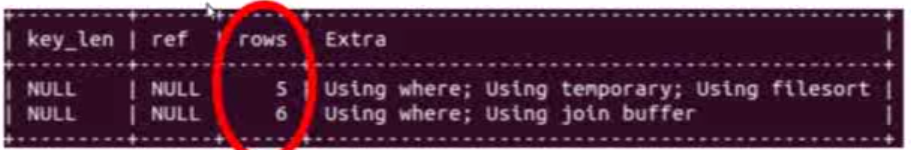 | key_len | ref | rows | Extra |
| NULL | NULL | 5 | Using where; Using temporary; Using filesort |
| NULL | NULL | 6 | Using where; Using join buffer |